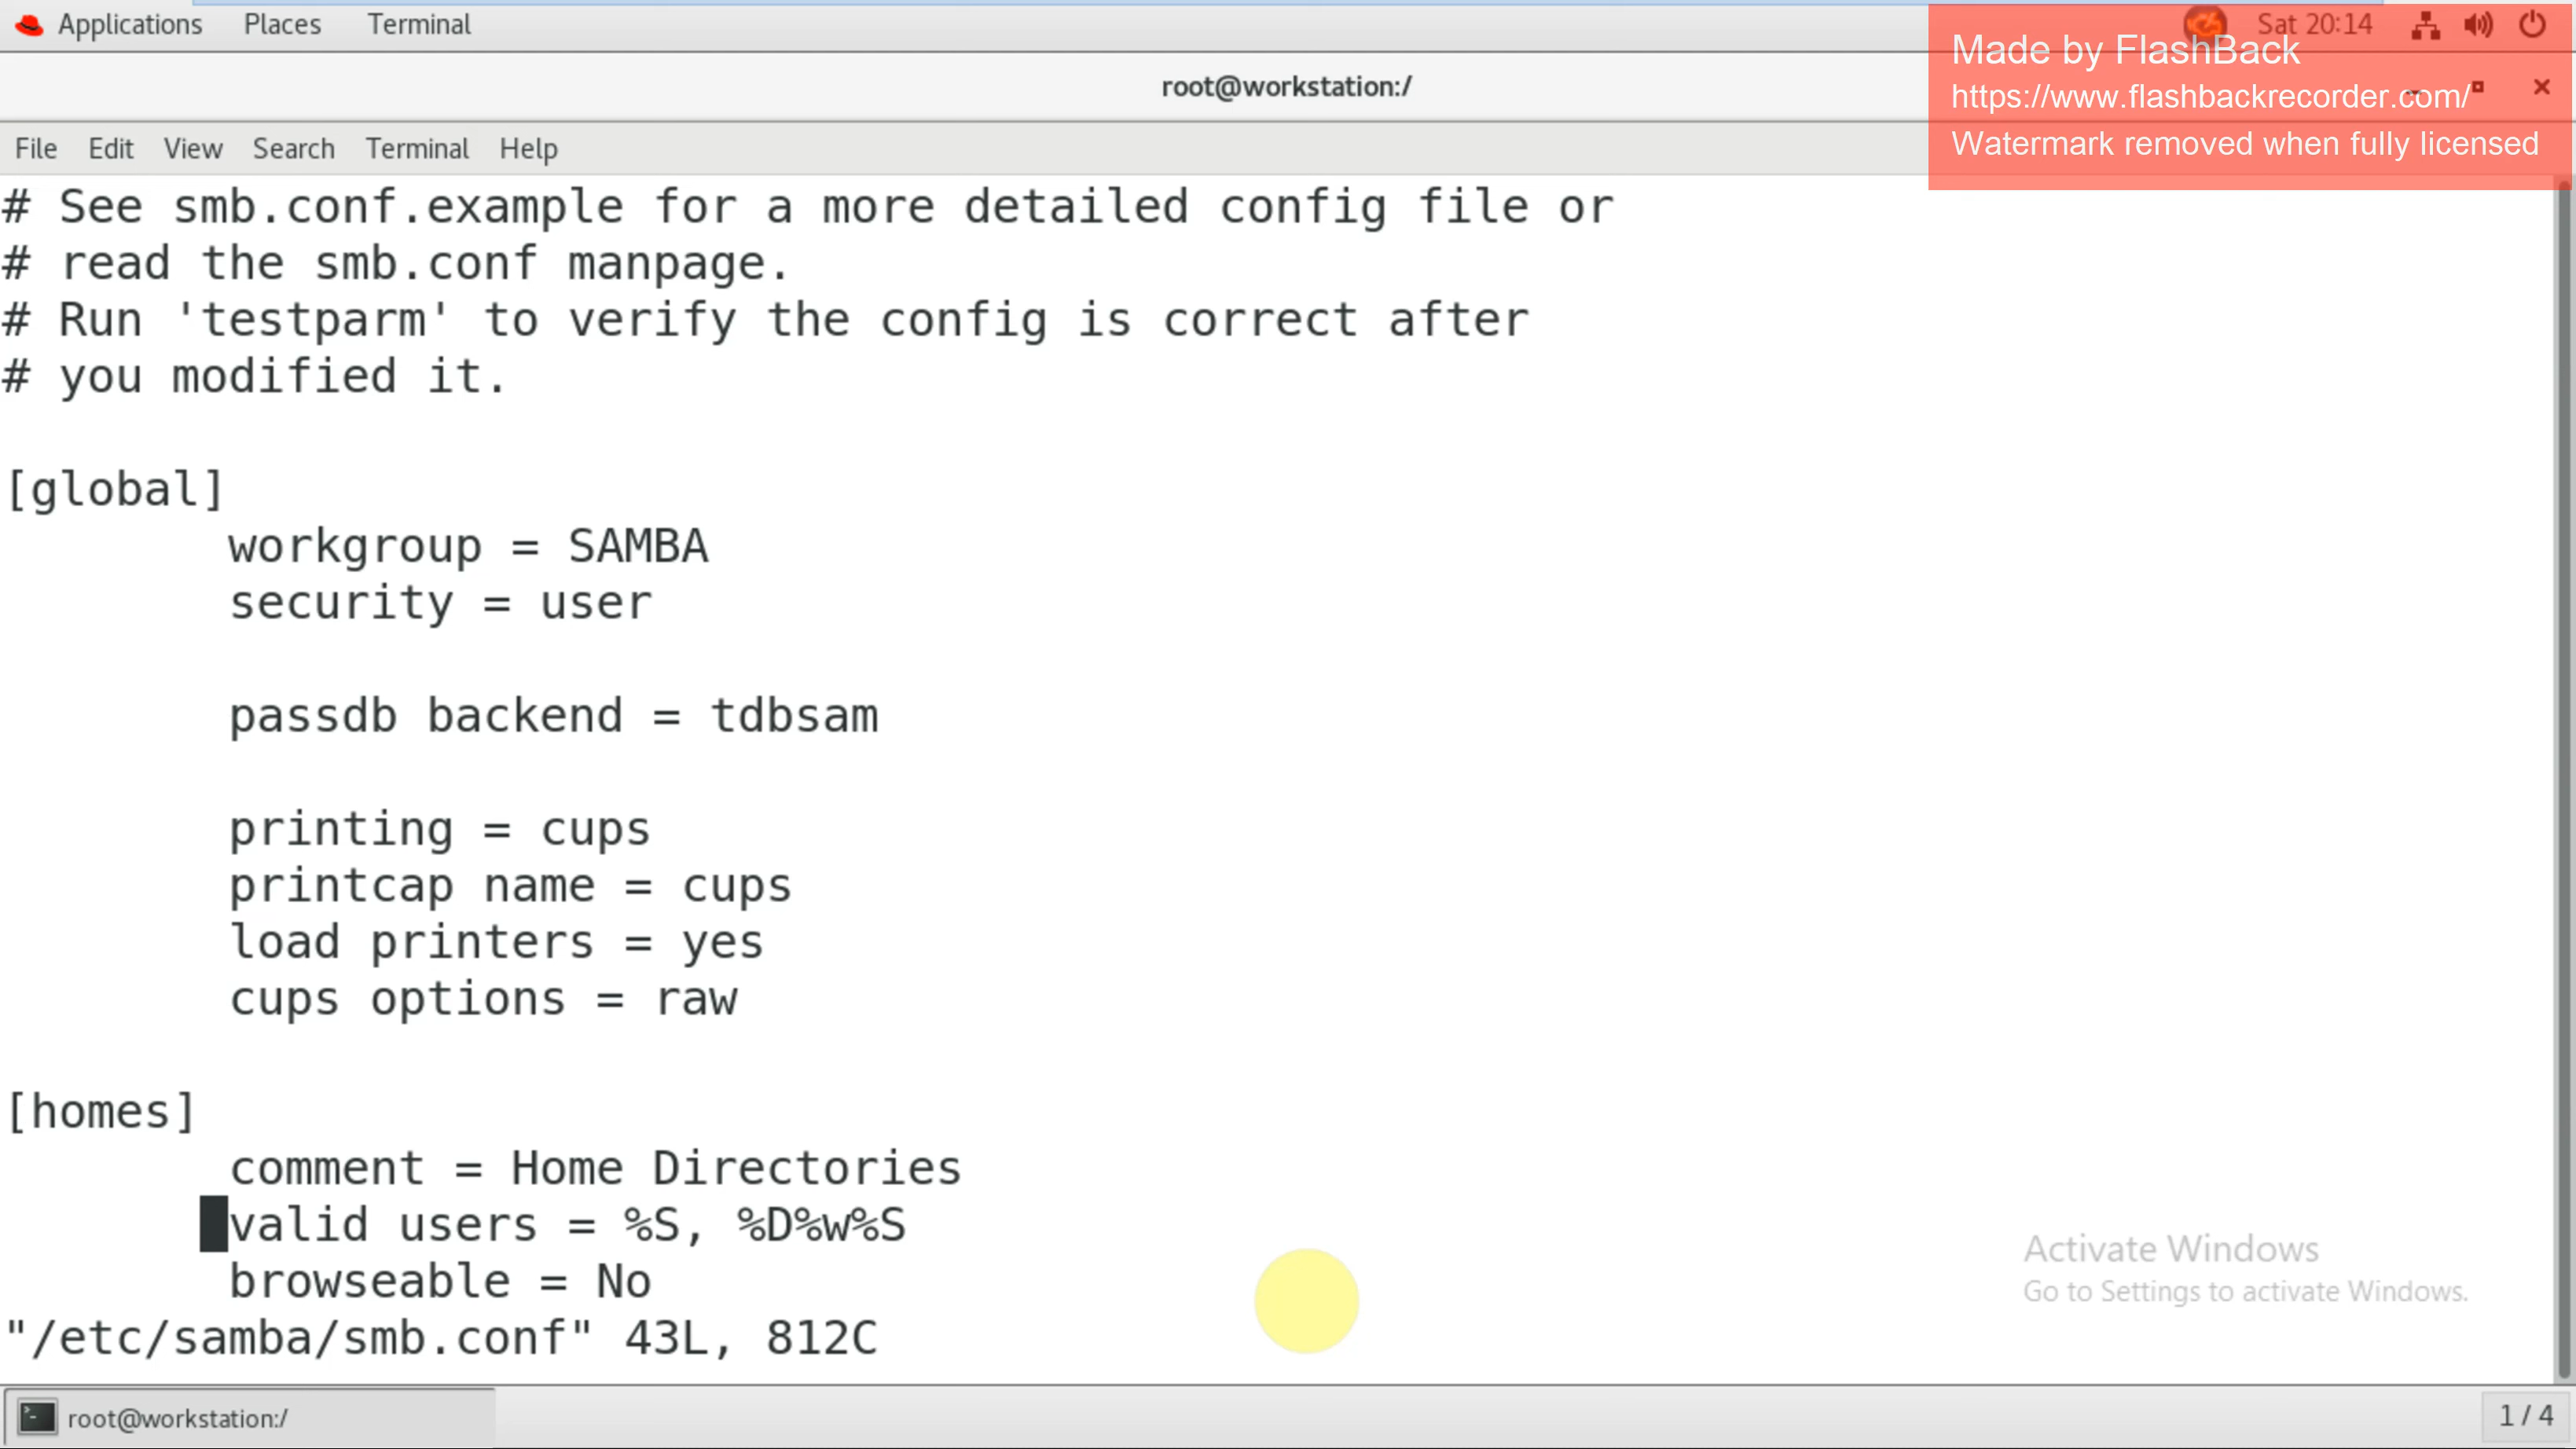 Applications Places Terminal Sat 20:14
Made by FlashBack
root@workstation:/
https://www.flashbackrecorder.com/
File Edit View Search Terminal Help
Watermark removed when fully licensed
# See smb.conf.example for a more detailed config file or
# read the smb.conf manpage.
# Run 'testparm' to verify the config is correct after
# you modified it.
[global]
workgroup = SAMBA
security = user
passdb backend = tdbsam
printing = cups
printcap name = cups
load printers = yes
cups options = raw
[homes]
comment = Home Directories
valid users = %S, %D%w%S
browseable = No
"/etc/samba/smb.conf" 43L, 812C
Activate Windows
Go to Settings to activate Windows.
root@workstation:/
1 / 4